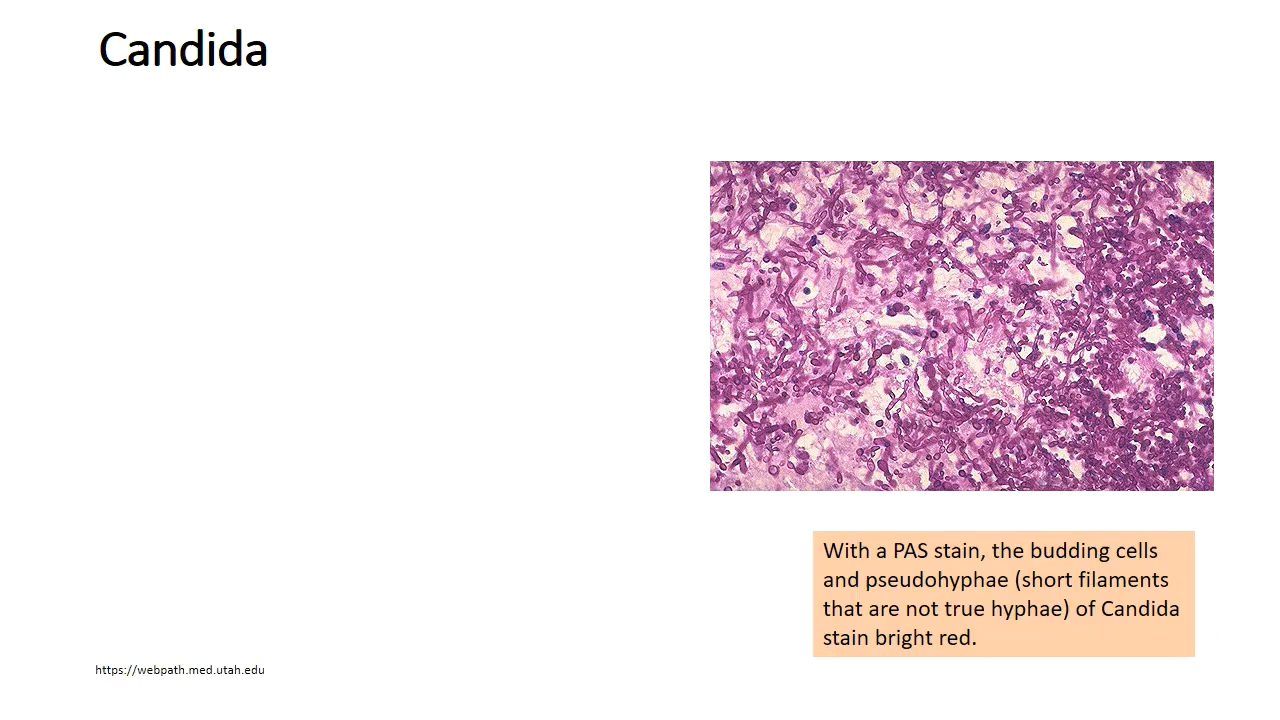 Candida
With a PAS stain, the budding cells
and pseudohyphae (short filaments
that are not true hyphae) of Candida
stain bright red.
https://webpath.med.utah.edu